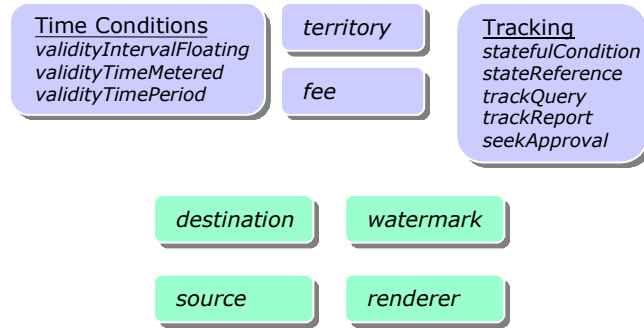 Time Conditions
validityIntervalFloating
validityTimeMetered
validityTimePeriod
territory
fee
Tracking
statefulCondition
stateReference
trackQuery
trackReport
seekApproval
destination
watermark
source
renderer